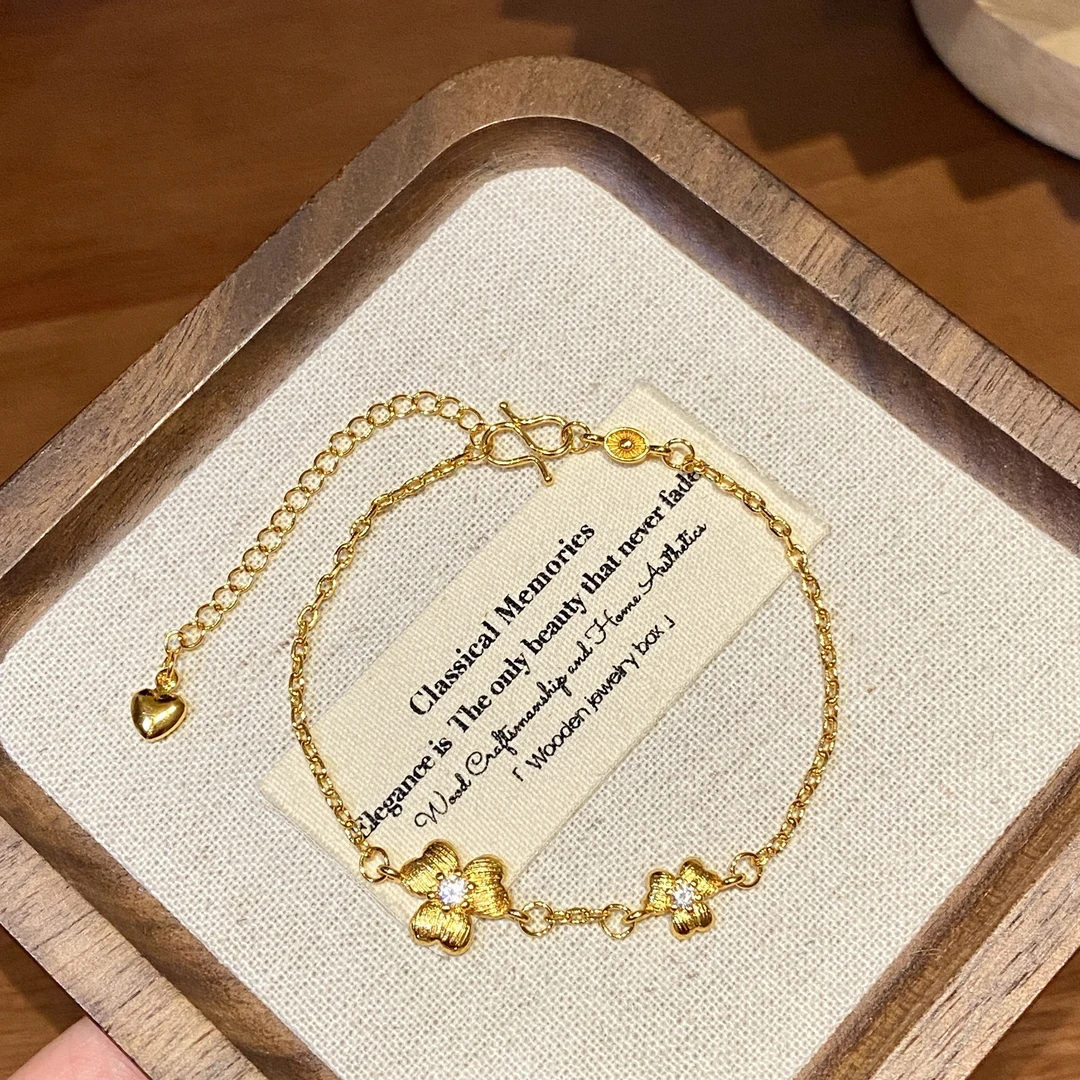 Classical Memories
Elegance is The only beauty that never fade
Wood Craftsmanship and Home Aesthetics
「 Wooden jewelry box 」